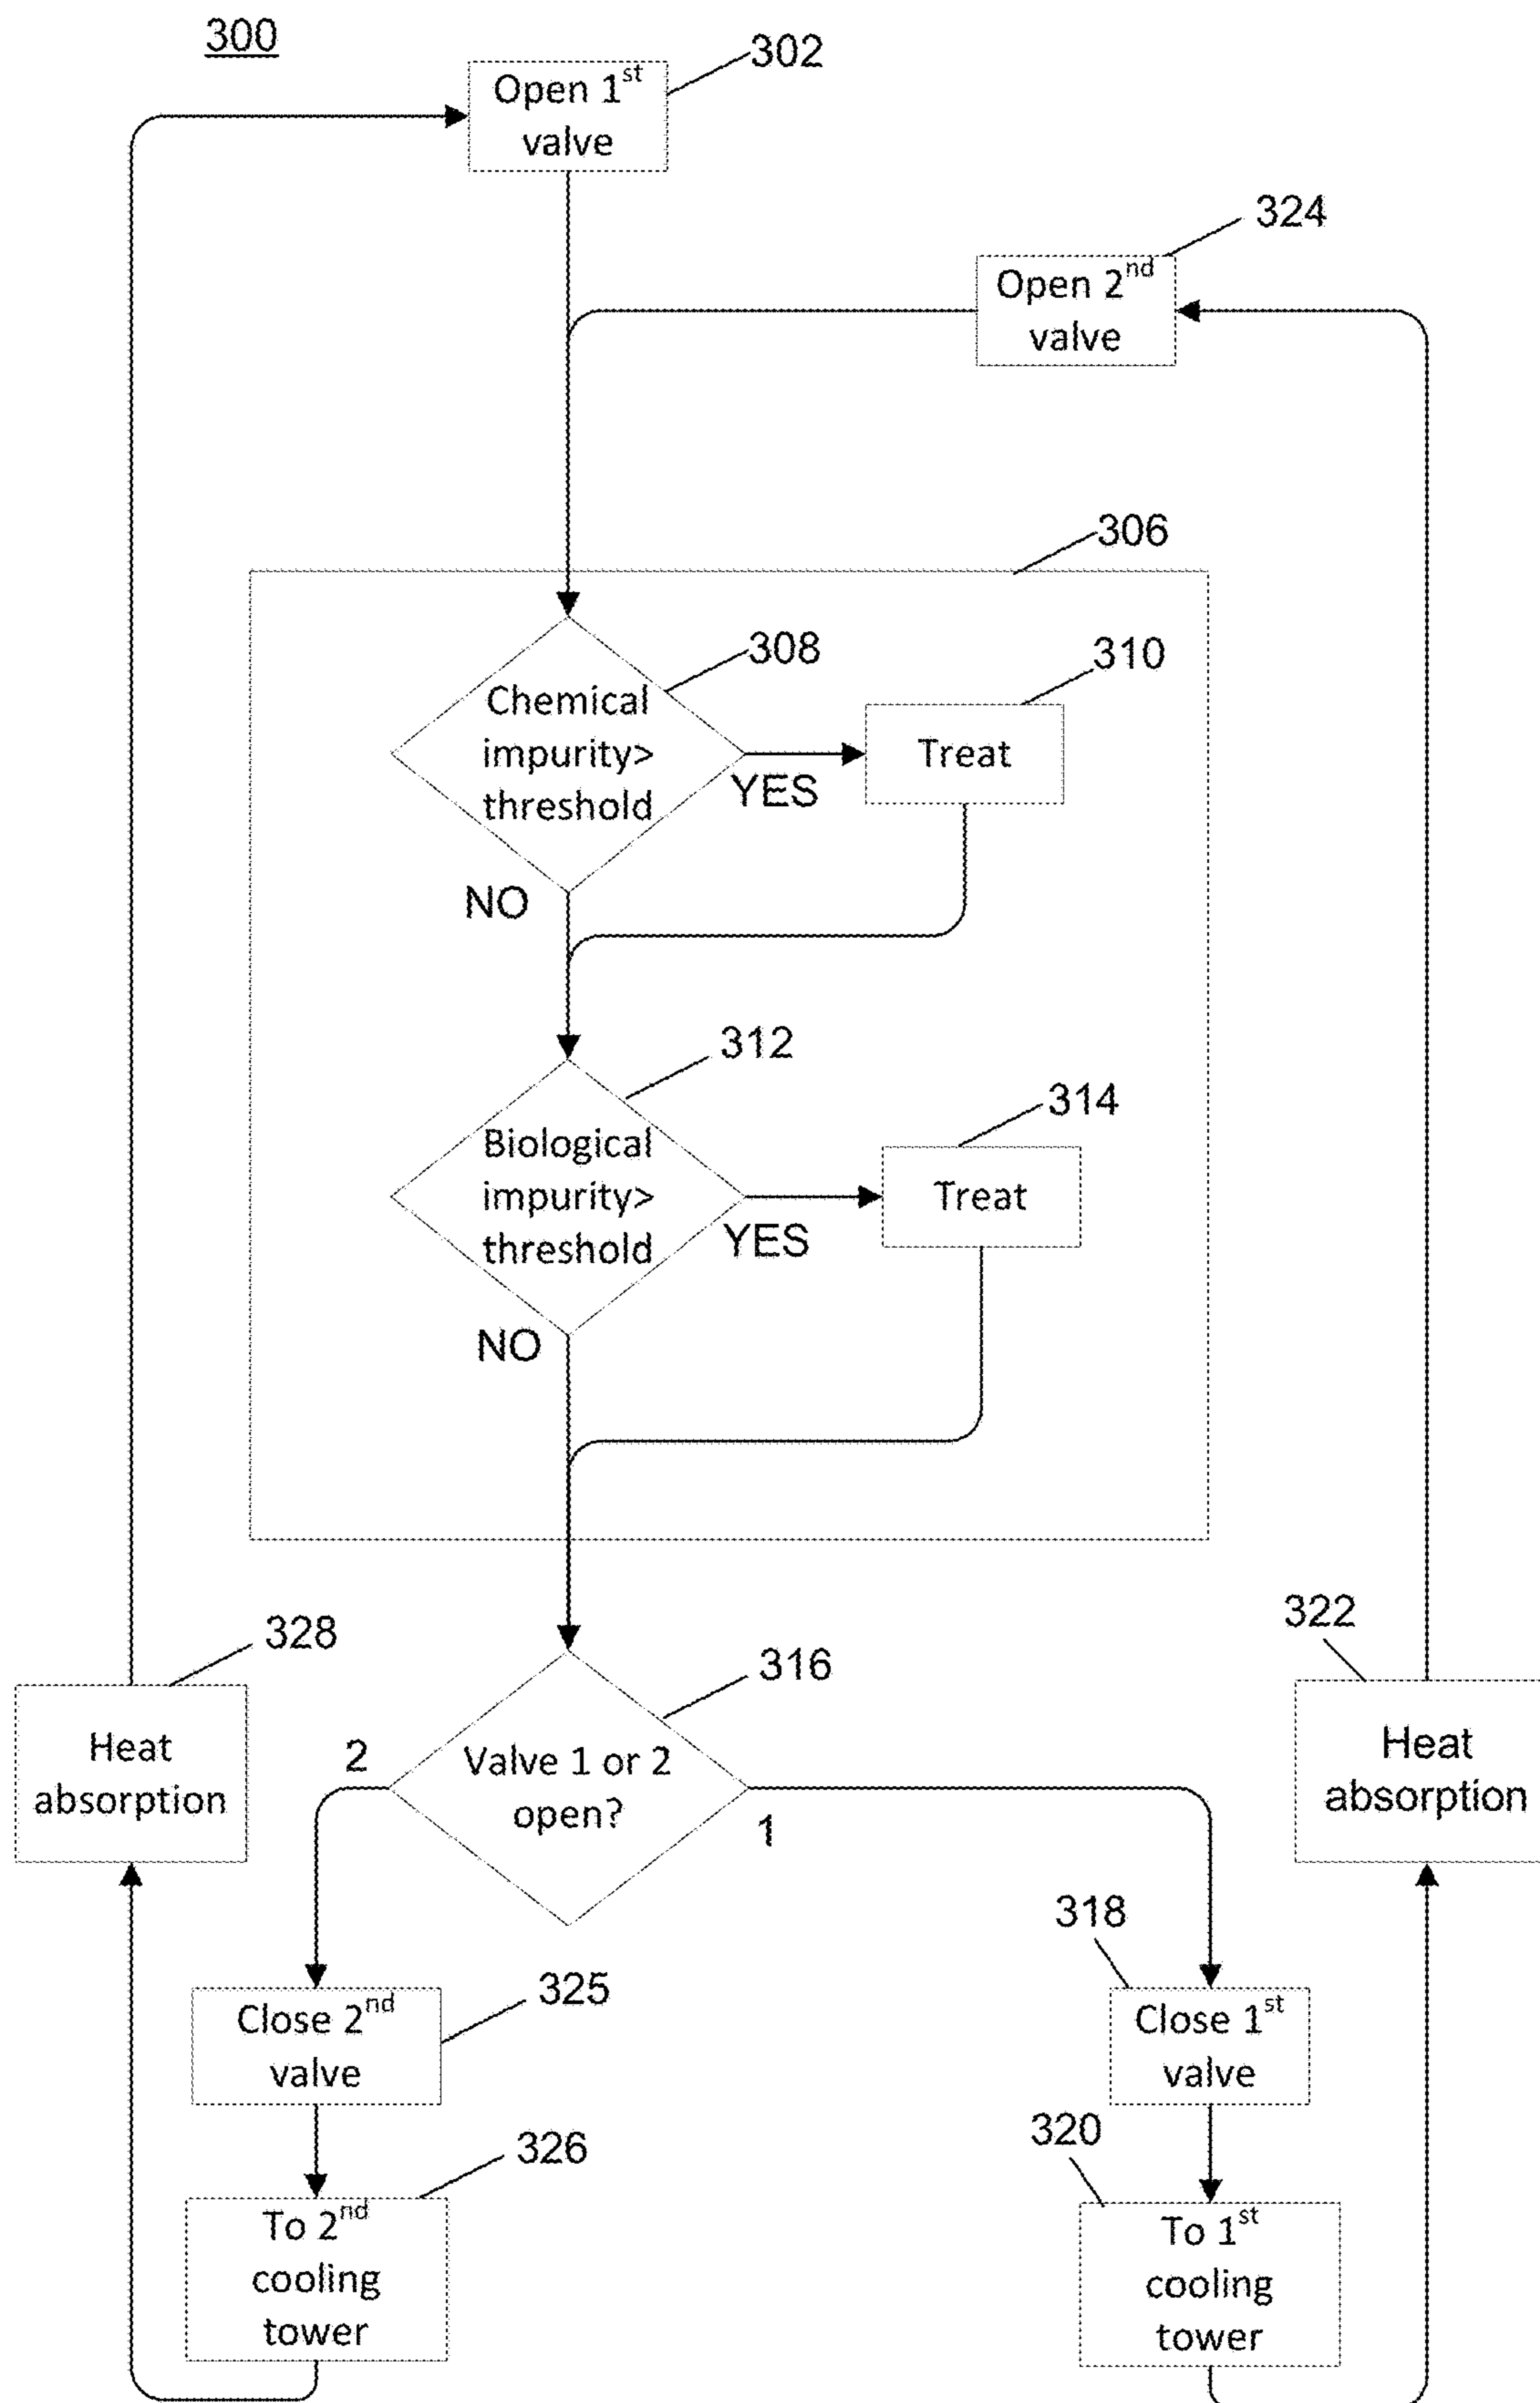 300
302
Open 1st
valve
324
Open 2nd
valve
306
308
310
Chemical
impurity>
threshold
Treat
YES
NO
312
314
Biological
impurity>
threshold
Treat
YES
NO
328
322
316
Heat
absorption
2
Valve 1 or 2
open?
1
Heat
absorption
318
325
Close 2nd
valve
Close 1st
valve
326
320
To 2nd
cooling
tower
To 1st
cooling
tower